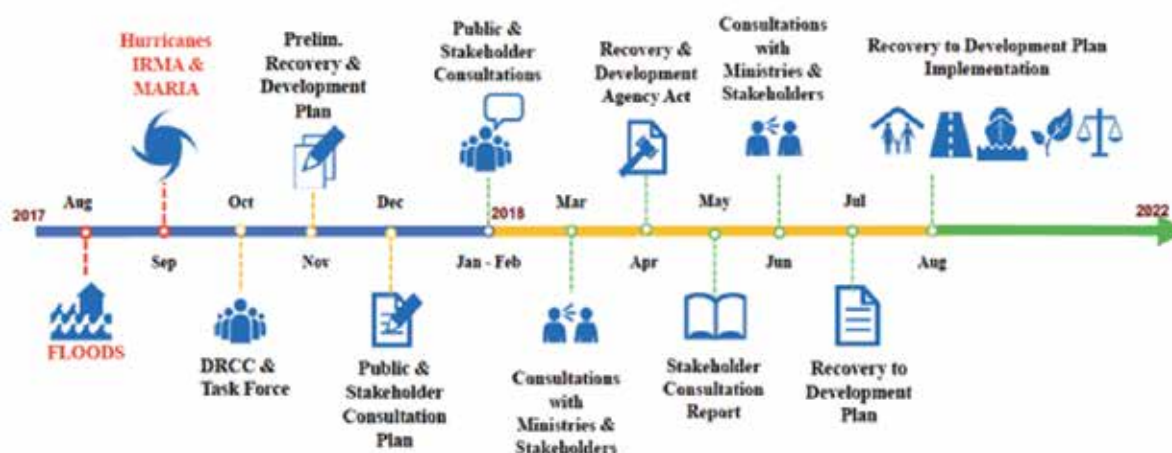 Hurricanes
IRMA &
MARIA
Prelim.
Recovery &
Development
Plan
Public &
Stakeholder
Consultations
Recovery &
Development
Agency Act
Consultations
with
Ministries &
Stakeholders
Recovery to Development Plan
Implementation
2017
Aug
Oct
Dec
2018
Mar
May
Jul
2022
Sep
Nov
Jan - Feb
Apr
Jun
Aug
FLOODS
DRCC &
Task Force
Public &
Stakeholder
Consultation
Plan
Consultations
with
Ministries &
Stakeholders
Stakeholder
Consultation
Report
Recovery to
Development
Plan